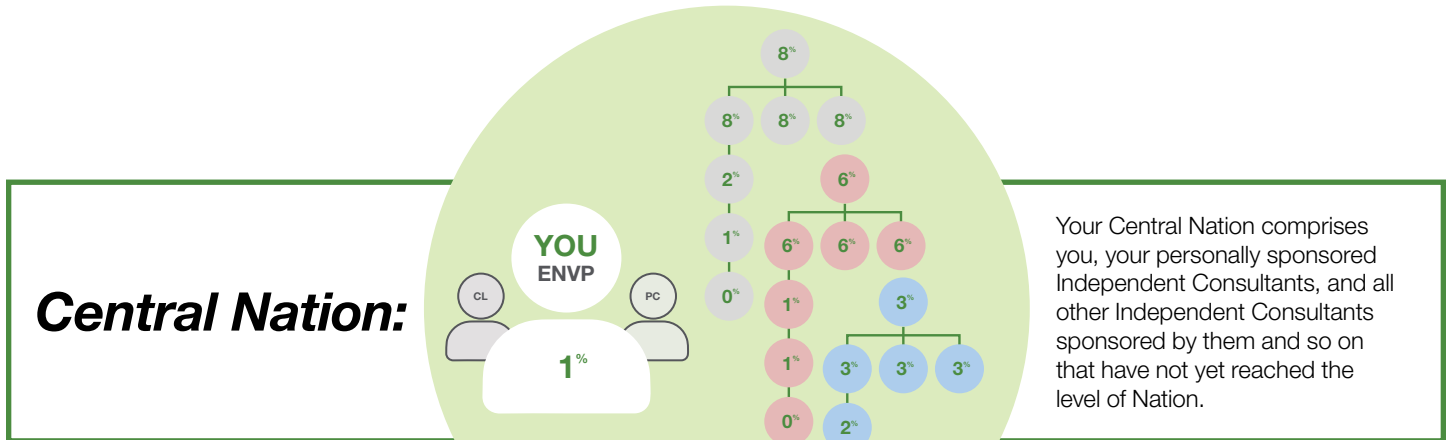 8%
8% 8% 8%
2% 6%
1% 6% 6% 6%
0% 1% 3%
1% 3% 3% 3%
0% 2%
YOU
ENVP
CL
PC
1%
Central Nation:
Your Central Nation comprises
you, your personally sponsored
Independent Consultants, and all
other Independent Consultants
sponsored by them and so on
that have not yet reached the
level of Nation.